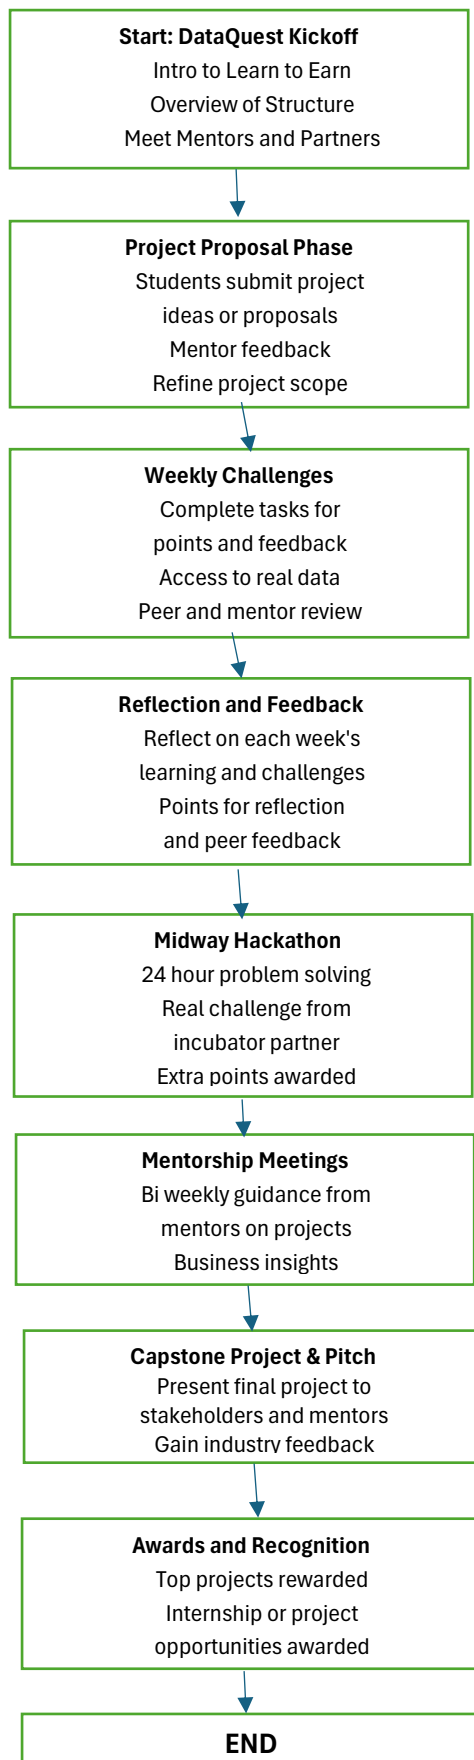 Start: DataQuest Kickoff
Intro to Learn to Earn
Overview of Structure
Meet Mentors and Partners
Project Proposal Phase
Students submit project
ideas or proposals
Mentor feedback
Refine project scope
Weekly Challenges
Complete tasks for
points and feedback
Access to real data
Peer and mentor review
Reflection and Feedback
Reflect on each week's
learning and challenges
Points for reflection
and peer feedback
Midway Hackathon
24 hour problem solving
Real challenge from
incubator partner
Extra points awarded
Mentorship Meetings
Bi weekly guidance from
mentors on projects
Business insights
Capstone Project & Pitch
Present final project to
stakeholders and mentors
Gain industry feedback
Awards and Recognition
Top projects rewarded
Internship or project
opportunities awarded
END